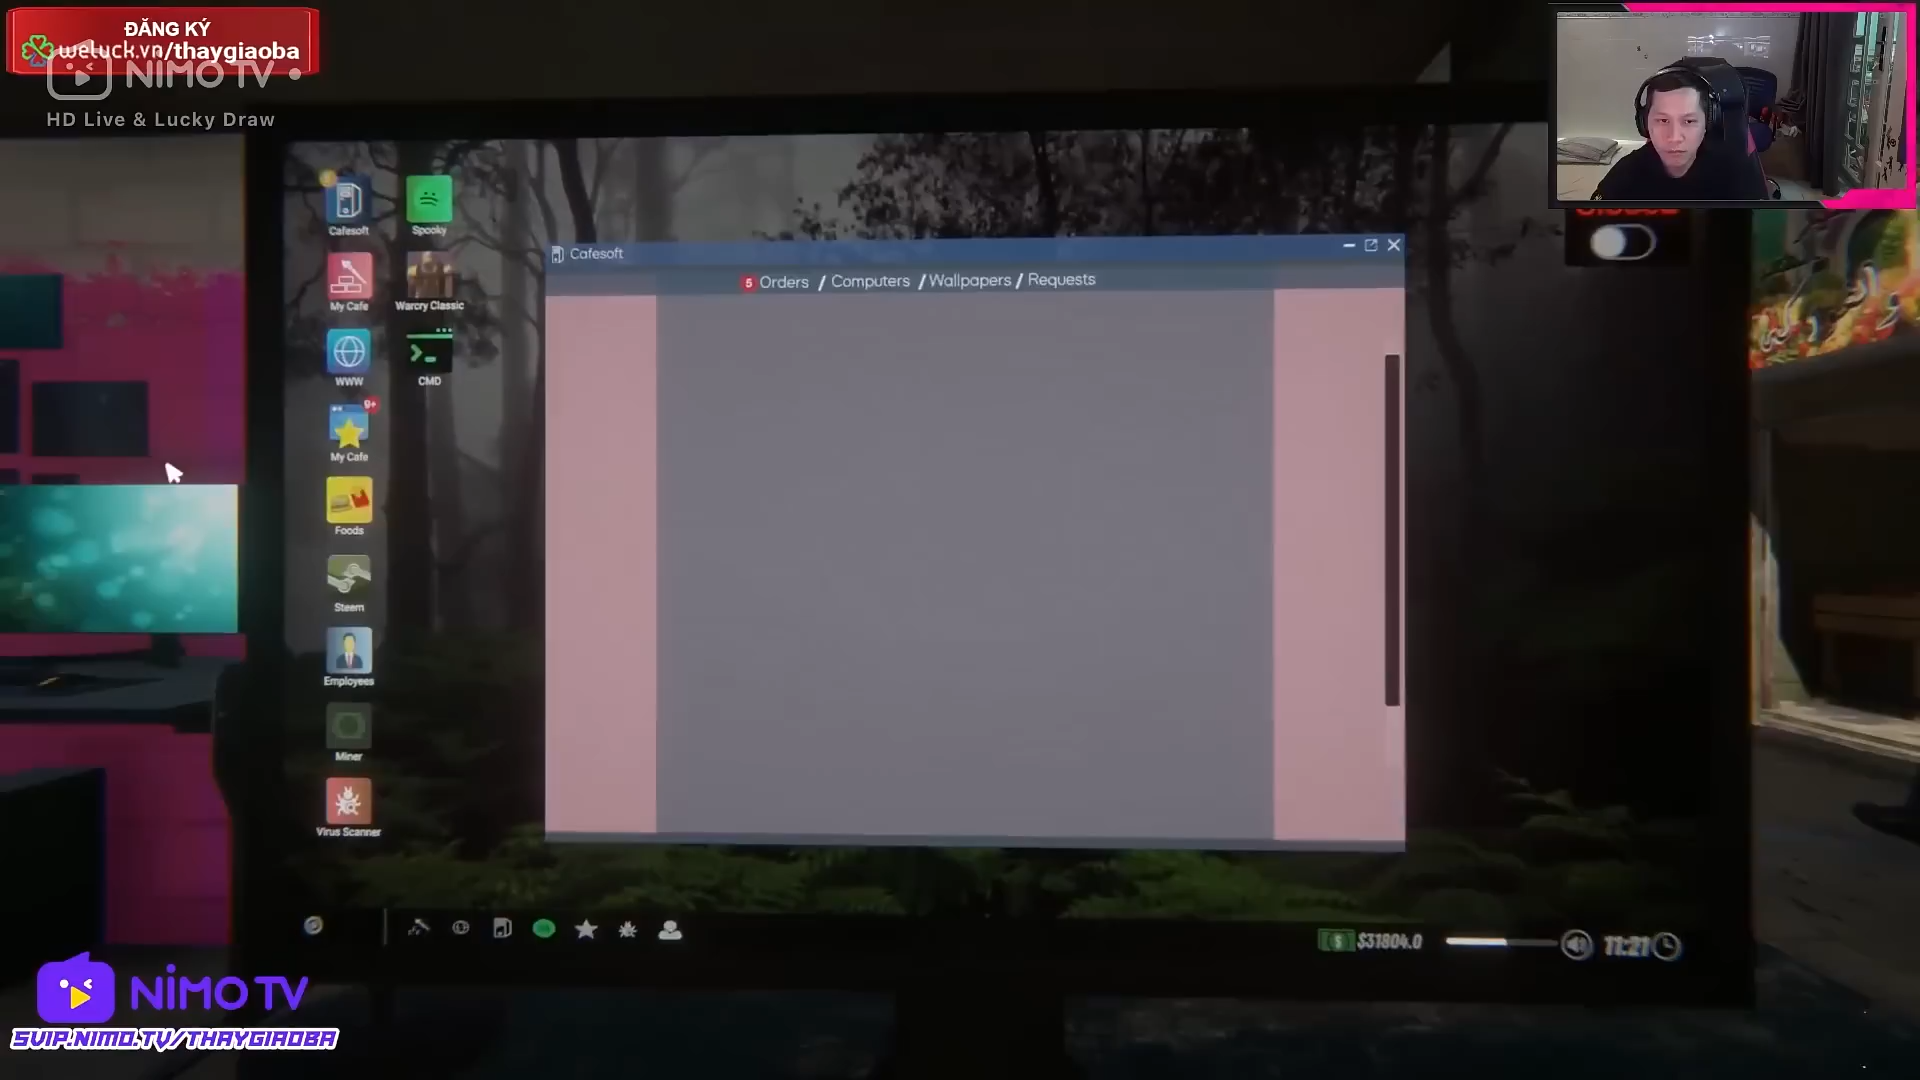 ĐĂNG KÝ
weluck.vn/thaygiaoba
NIMO TV
HD Live & Lucky Draw
Cafesoft
Spooky
My Cafe
Warcry Classic
WWW
CMD
9+
My Cafe
Foods
Steem
Employees
Miner
Virus Scanner
Cafesoft
5 Orders / Computers / Wallpapers / Requests
$31804.0
11:21
NIMO TV
SVIP.NIMO.TV/THAYGIAOBA